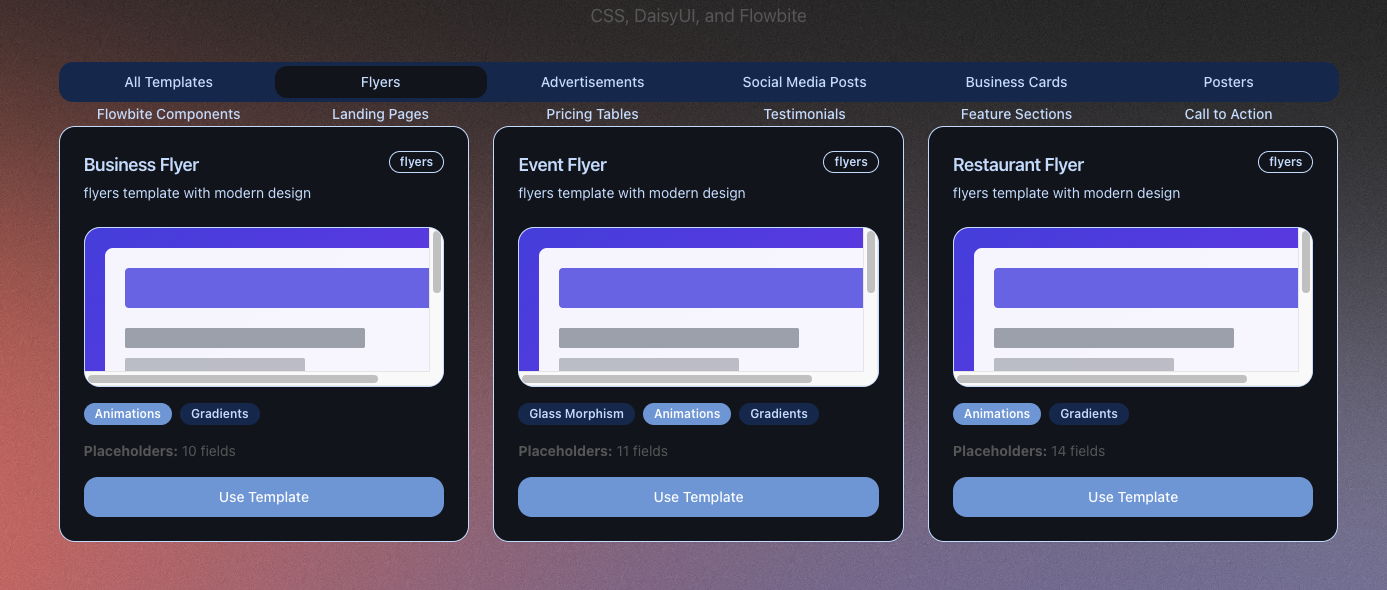 CSS, DaisyUI, and Flowbite
All Templates Flyers Advertisements Social Media Posts Business Cards Posters
Flowbite Components Landing Pages Pricing Tables Testimonials Feature Sections Call to Action
Business Flyer flyers
flyers template with modern design
Animations Gradients
Placeholders: 10 fields
Use Template
Event Flyer flyers
flyers template with modern design
Glass Morphism Animations Gradients
Placeholders: 11 fields
Use Template
Restaurant Flyer flyers
flyers template with modern design
Animations Gradients
Placeholders: 14 fields
Use Template